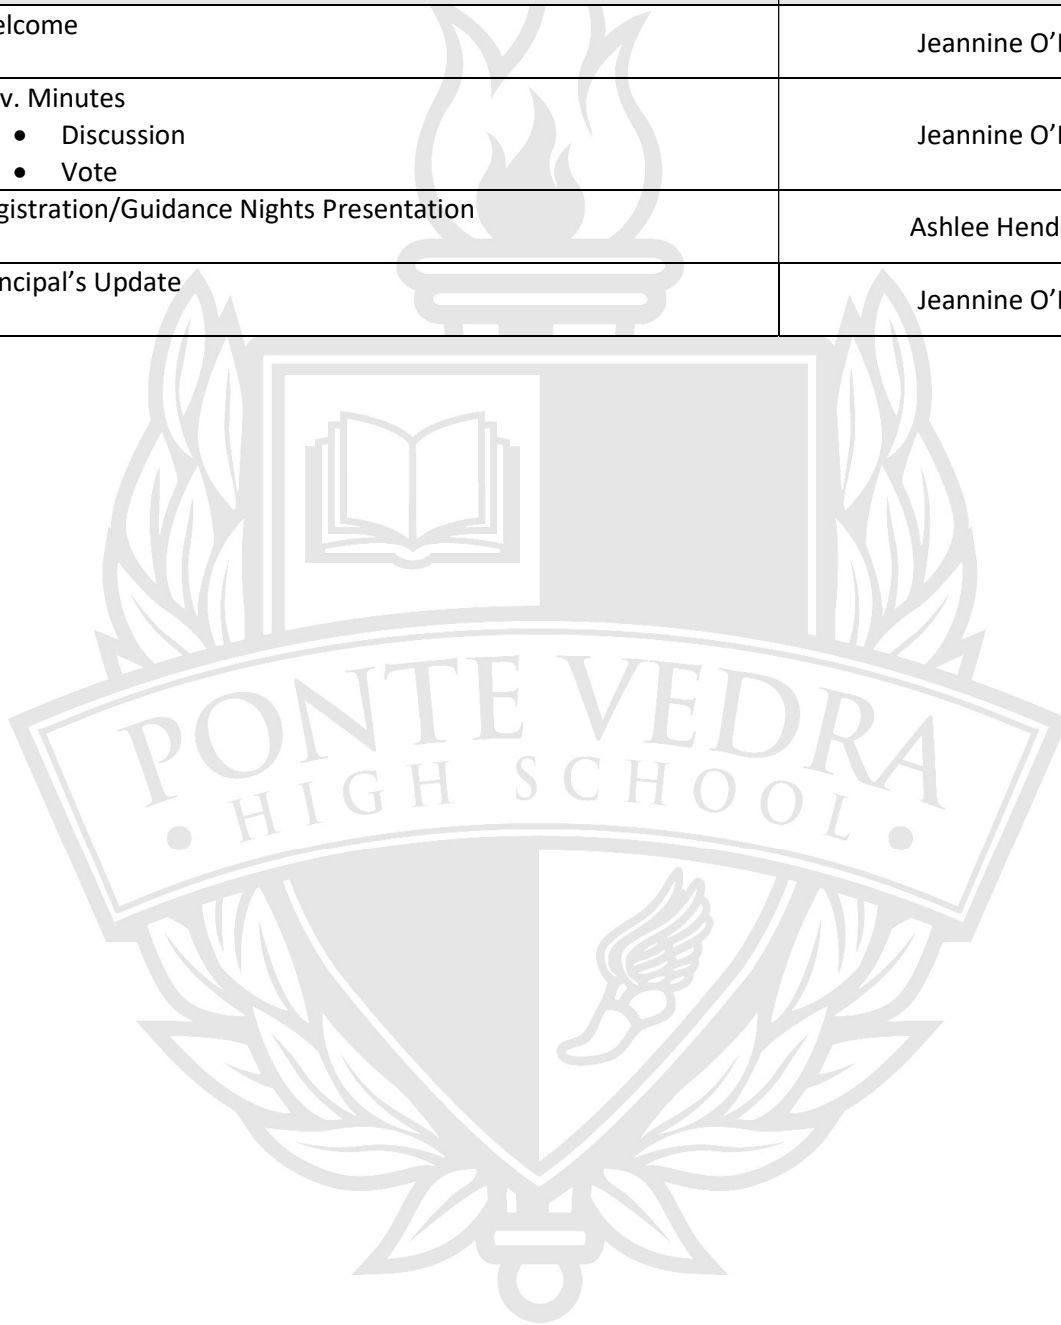 elcome
Jeannine O’
v. Minutes
• Discussion
Jeannine O’
• Vote
gistration/Guidance Nights Presentation
Ashlee Hend
ncipal’s Update
Jeannine O’
PONTE VEDRA
• HIGH SCHOOL •